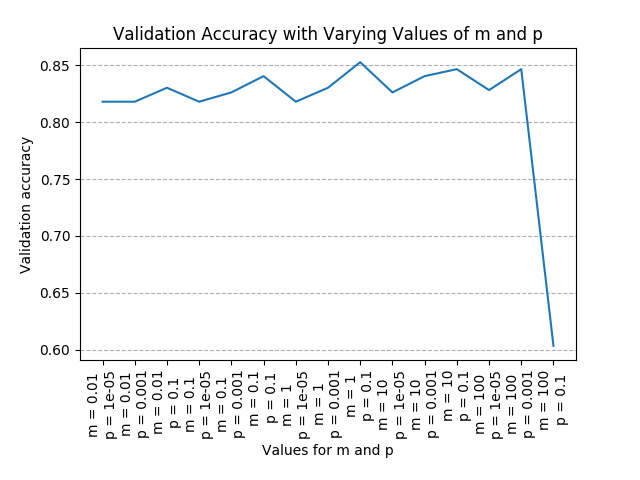 Validation Accuracy with Varying Values of m and p
Validation accuracy
0.85
0.80
0.75
0.70
0.65
0.60
m = 0.01
p = 1e-05
m = 0.01
p = 0.001
m = 0.01
p = 0.1
m = 0.1
p = 1e-05
m = 0.1
p = 0.001
m = 0.1
p = 0.1
m = 1
p = 1e-05
m = 1
p = 0.001
m = 1
p = 0.1
m = 10
p = 1e-05
m = 10
p = 0.001
m = 10
p = 0.1
m = 100
p = 1e-05
m = 100
p = 0.001
m = 100
p = 0.1
Values for m and p